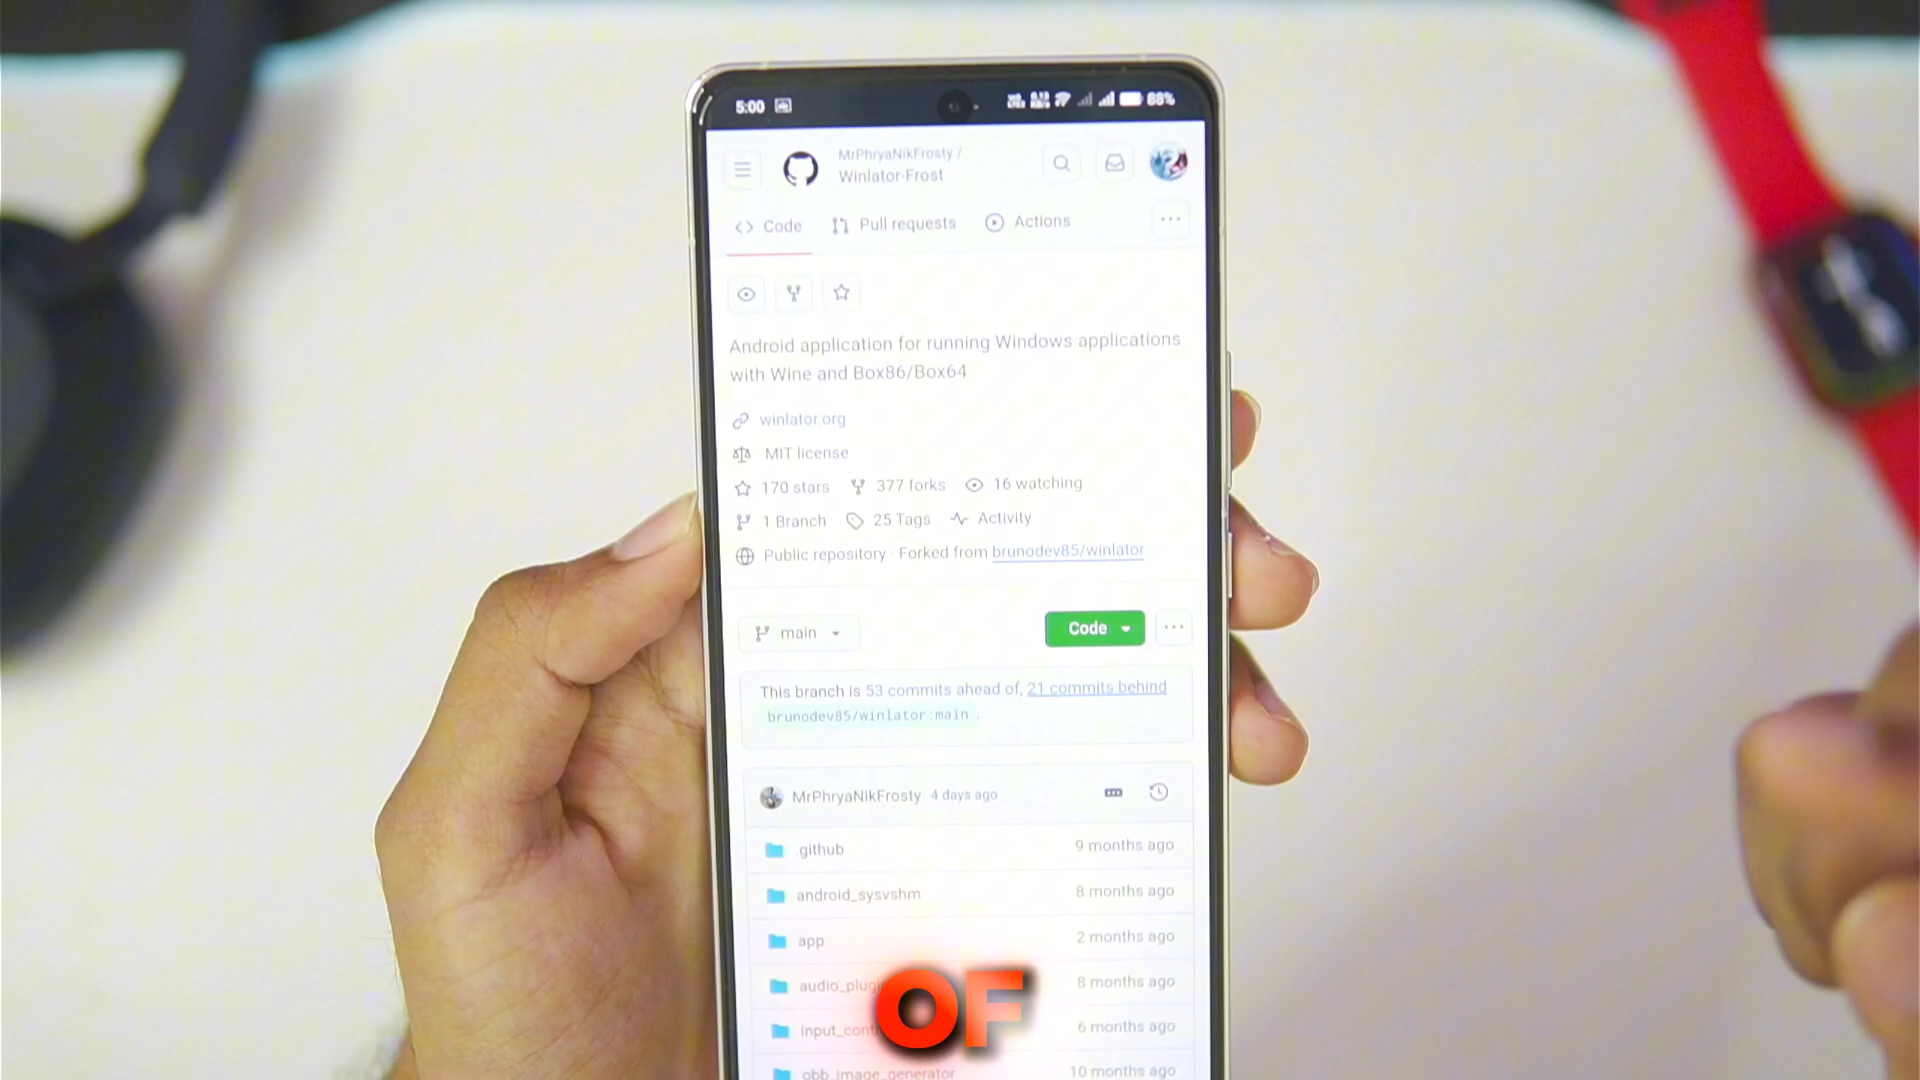 5:00
88%
MrPhryaNikFrosty /
Winlator-Frost
Code
Pull requests
Actions
Android application for running Windows applications
with Wine and Box86/Box64
winlator.org
MIT license
170 stars
377 forks
16 watching
1 Branch
25 Tags
Activity
Public repository · Forked from brunodev85/winlator
main
Code
This branch is 53 commits ahead of, 21 commits behind
brunodev85/winlator:main .
MrPhryaNikFrosty 4 days ago
.github 9 months ago
android_sysvshm 8 months ago
app 2 months ago
audio_plugi 8 months ago
OF
input_cont 6 months ago
obb_image_generator 10 months ago